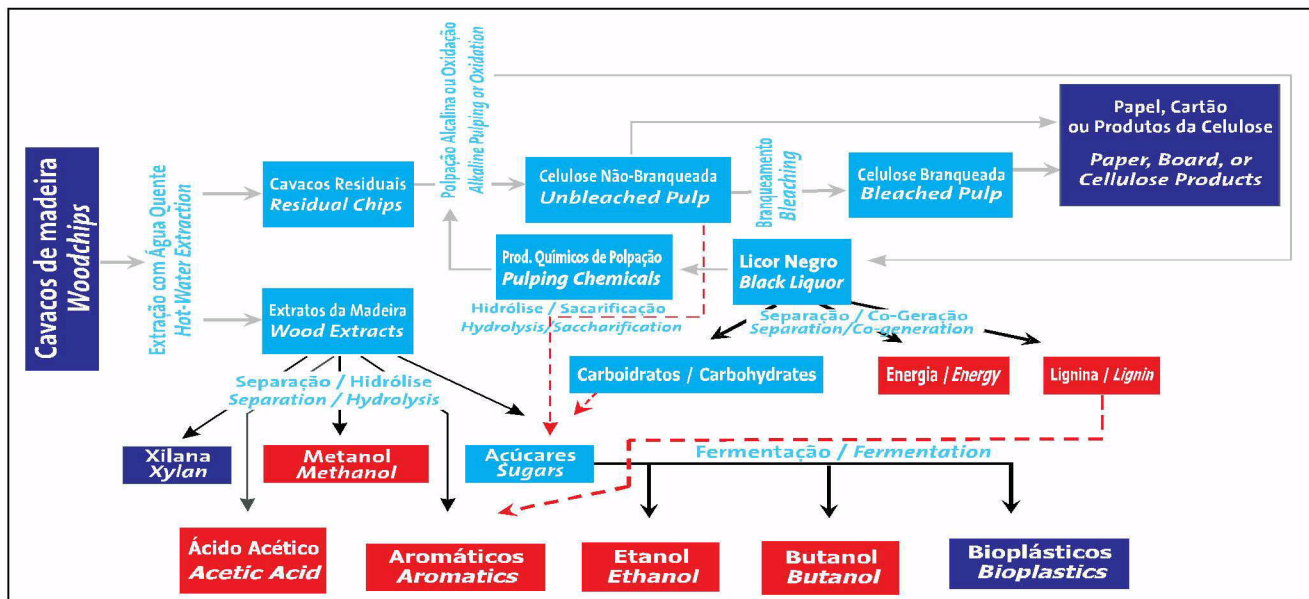 Cavacos de madeira
Woodchips
Extração com Água Quente
Hot-Water Extraction
Cavacos Residuais
Residual Chips
Polpação Alcalina ou Oxidação
Alkaline Pulping or Oxidation
Celulose Não-Branqueada
Unbleached Pulp
Branqueamento
Bleaching
Celulose Branqueada
Bleached Pulp
Papel, Cartão
ou Produtos da Celulose
Paper, Board, or
Cellulose Products
Prod. Químicos de Polpação
Pulping Chemicals
Licor Negro
Black Liquor
Extratos da Madeira
Wood Extracts
Hidrólise / Sacarificação
Hydrolysis/Saccharification
Separação / Co-Geração
Separation/Co-generation
Carboidratos / Carbohydrates
Energia / Energy
Lignina / Lignin
Separação / Hidrólise
Separation / Hydrolysis
Xilana
Xylan
Metanol
Methanol
Açúcares
Sugars
Fermentação / Fermentation
Ácido Acético
Acetic Acid
Aromáticos
Aromatics
Etanol
Ethanol
Butanol
Butanol
Bioplásticos
Bioplastics